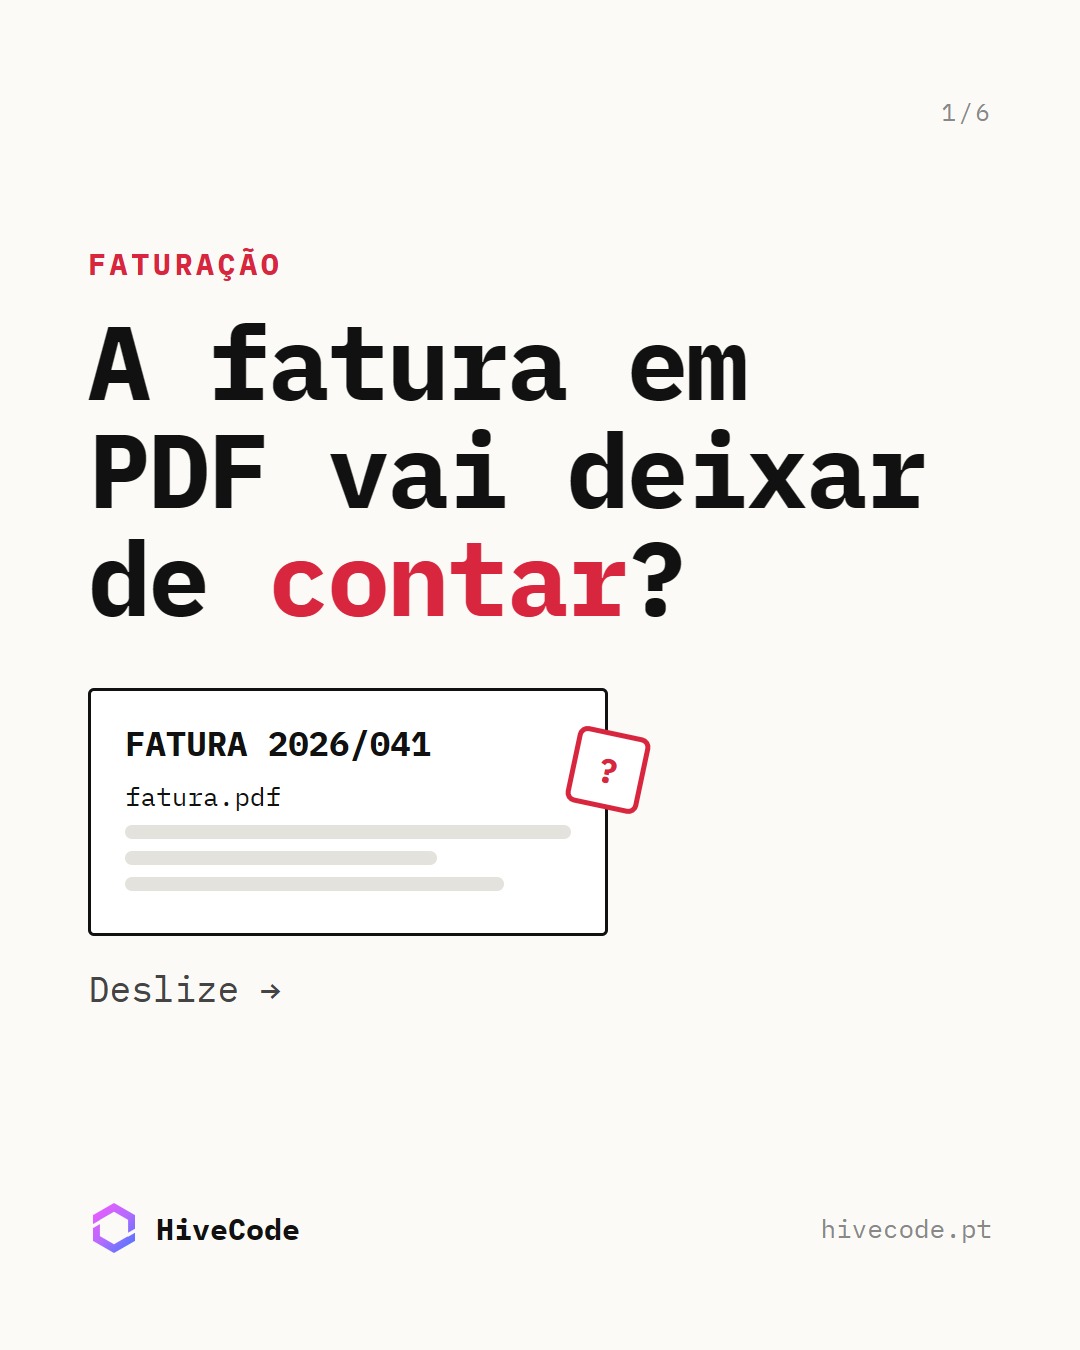 1/6
FATURAÇÃO
A fatura em
PDF vai deixar
de contar?
FATURA 2026/041
?
fatura.pdf
Deslize →
HiveCode
hivecode.pt